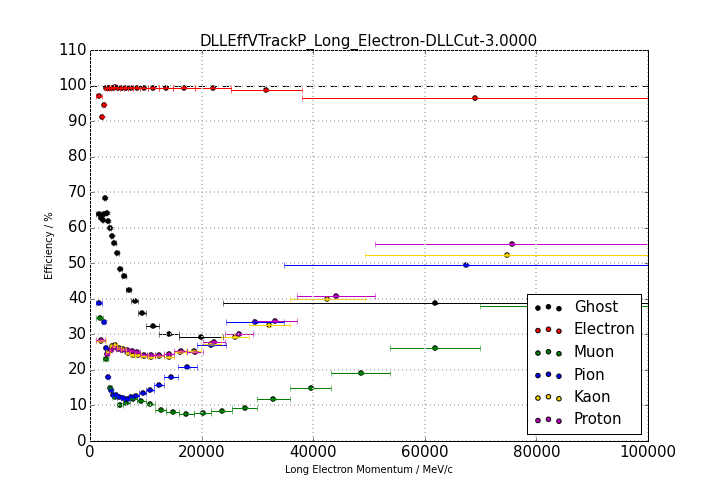 DLLEffVTrackP_Long_Electron-DLLCut-3.0000
110
100
90
80
70
60
50
40
30
20
10
0
Efficiency / %
Ghost
Electron
Muon
Pion
Kaon
Proton
0 20000 40000 60000 80000 100000
Long Electron Momentum / MeV/c